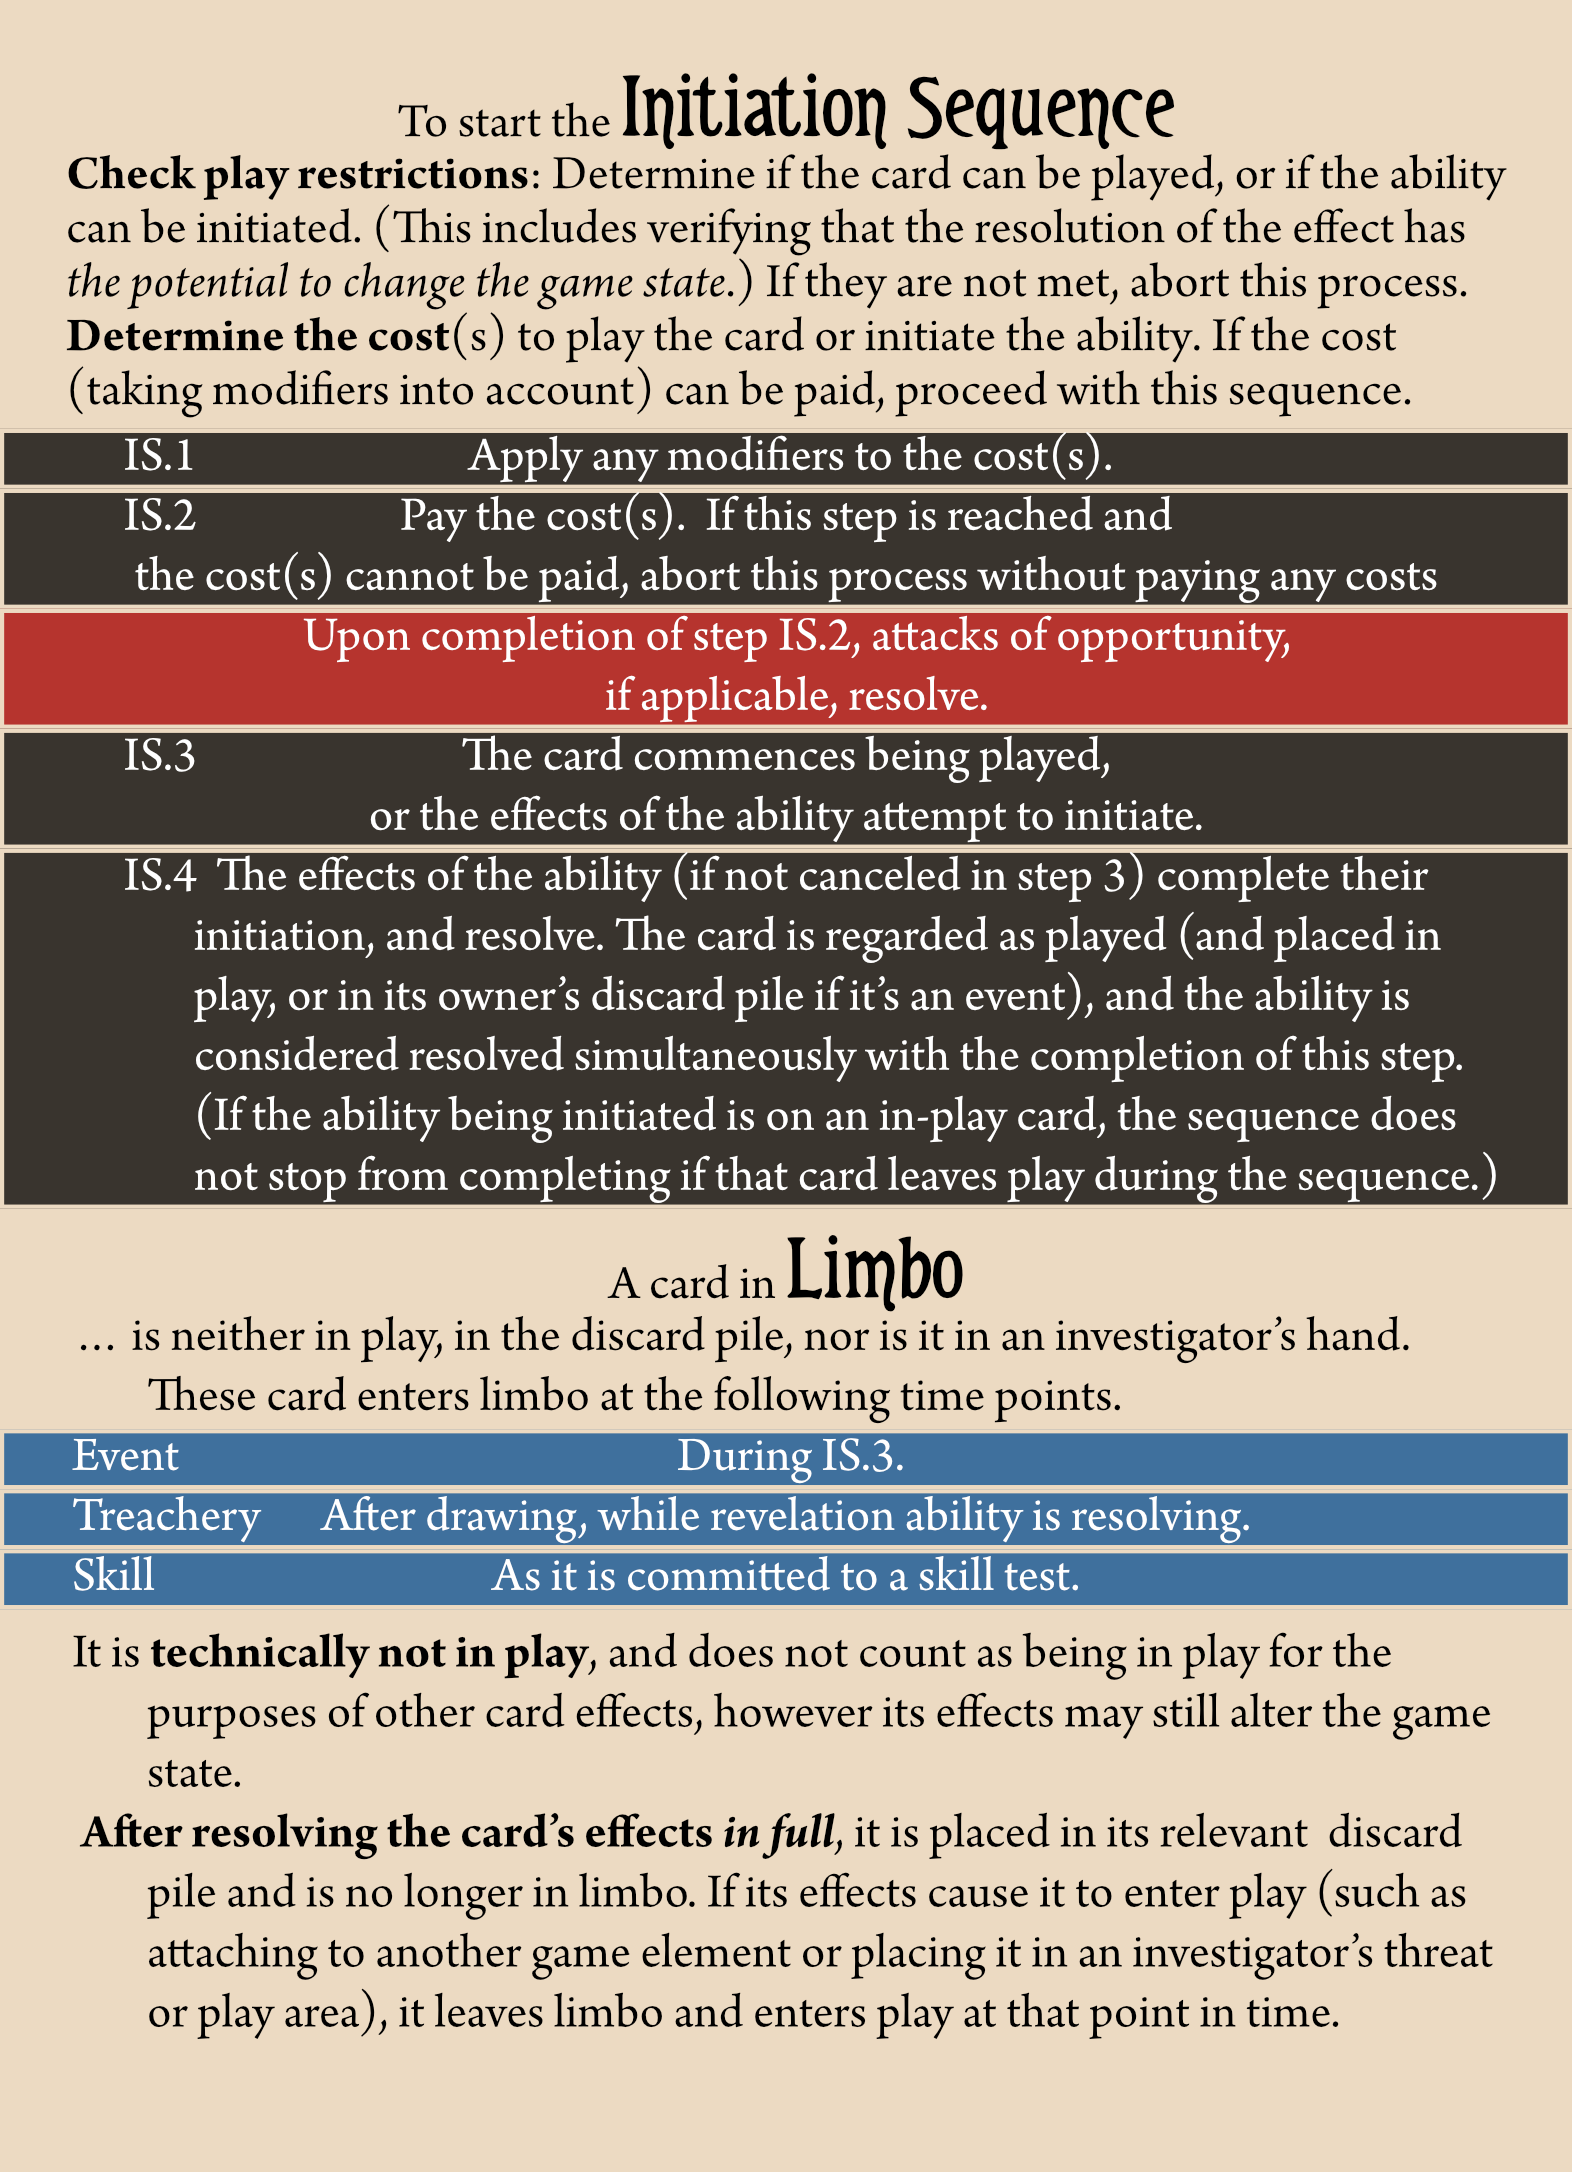 To start the Initiation Sequence
Check play restrictions: Determine if the card can be played, or if the ability
can be initiated. (This includes verifying that the resolution of the effect has
the potential to change the game state.) If they are not met, abort this process.
Determine the cost(s) to play the card or initiate the ability. If the cost
(taking modifiers into account) can be paid, proceed with this sequence.
IS.1 Apply any modifiers to the cost(s).
IS.2 Pay the cost(s). If this step is reached and
the cost(s) cannot be paid, abort this process without paying any costs
Upon completion of step IS.2, attacks of opportunity,
if applicable, resolve.
IS.3 The card commences being played,
or the effects of the ability attempt to initiate.
IS.4 The effects of the ability (if not canceled in step 3) complete their
initiation, and resolve. The card is regarded as played (and placed in
play, or in its owner’s discard pile if it’s an event), and the ability is
considered resolved simultaneously with the completion of this step.
(If the ability being initiated is on an in-play card, the sequence does
not stop from completing if that card leaves play during the sequence.)
A card in Limbo
… is neither in play, in the discard pile, nor is it in an investigator’s hand.
These card enters limbo at the following time points.
Event During IS.3.
Treachery After drawing, while revelation ability is resolving.
Skill As it is committed to a skill test.
It is technically not in play, and does not count as being in play for the
purposes of other card effects, however its effects may still alter the game
state.
After resolving the card’s effects in full, it is placed in its relevant discard
pile and is no longer in limbo. If its effects cause it to enter play (such as
attaching to another game element or placing it in an investigator’s threat
or play area), it leaves limbo and enters play at that point in time.